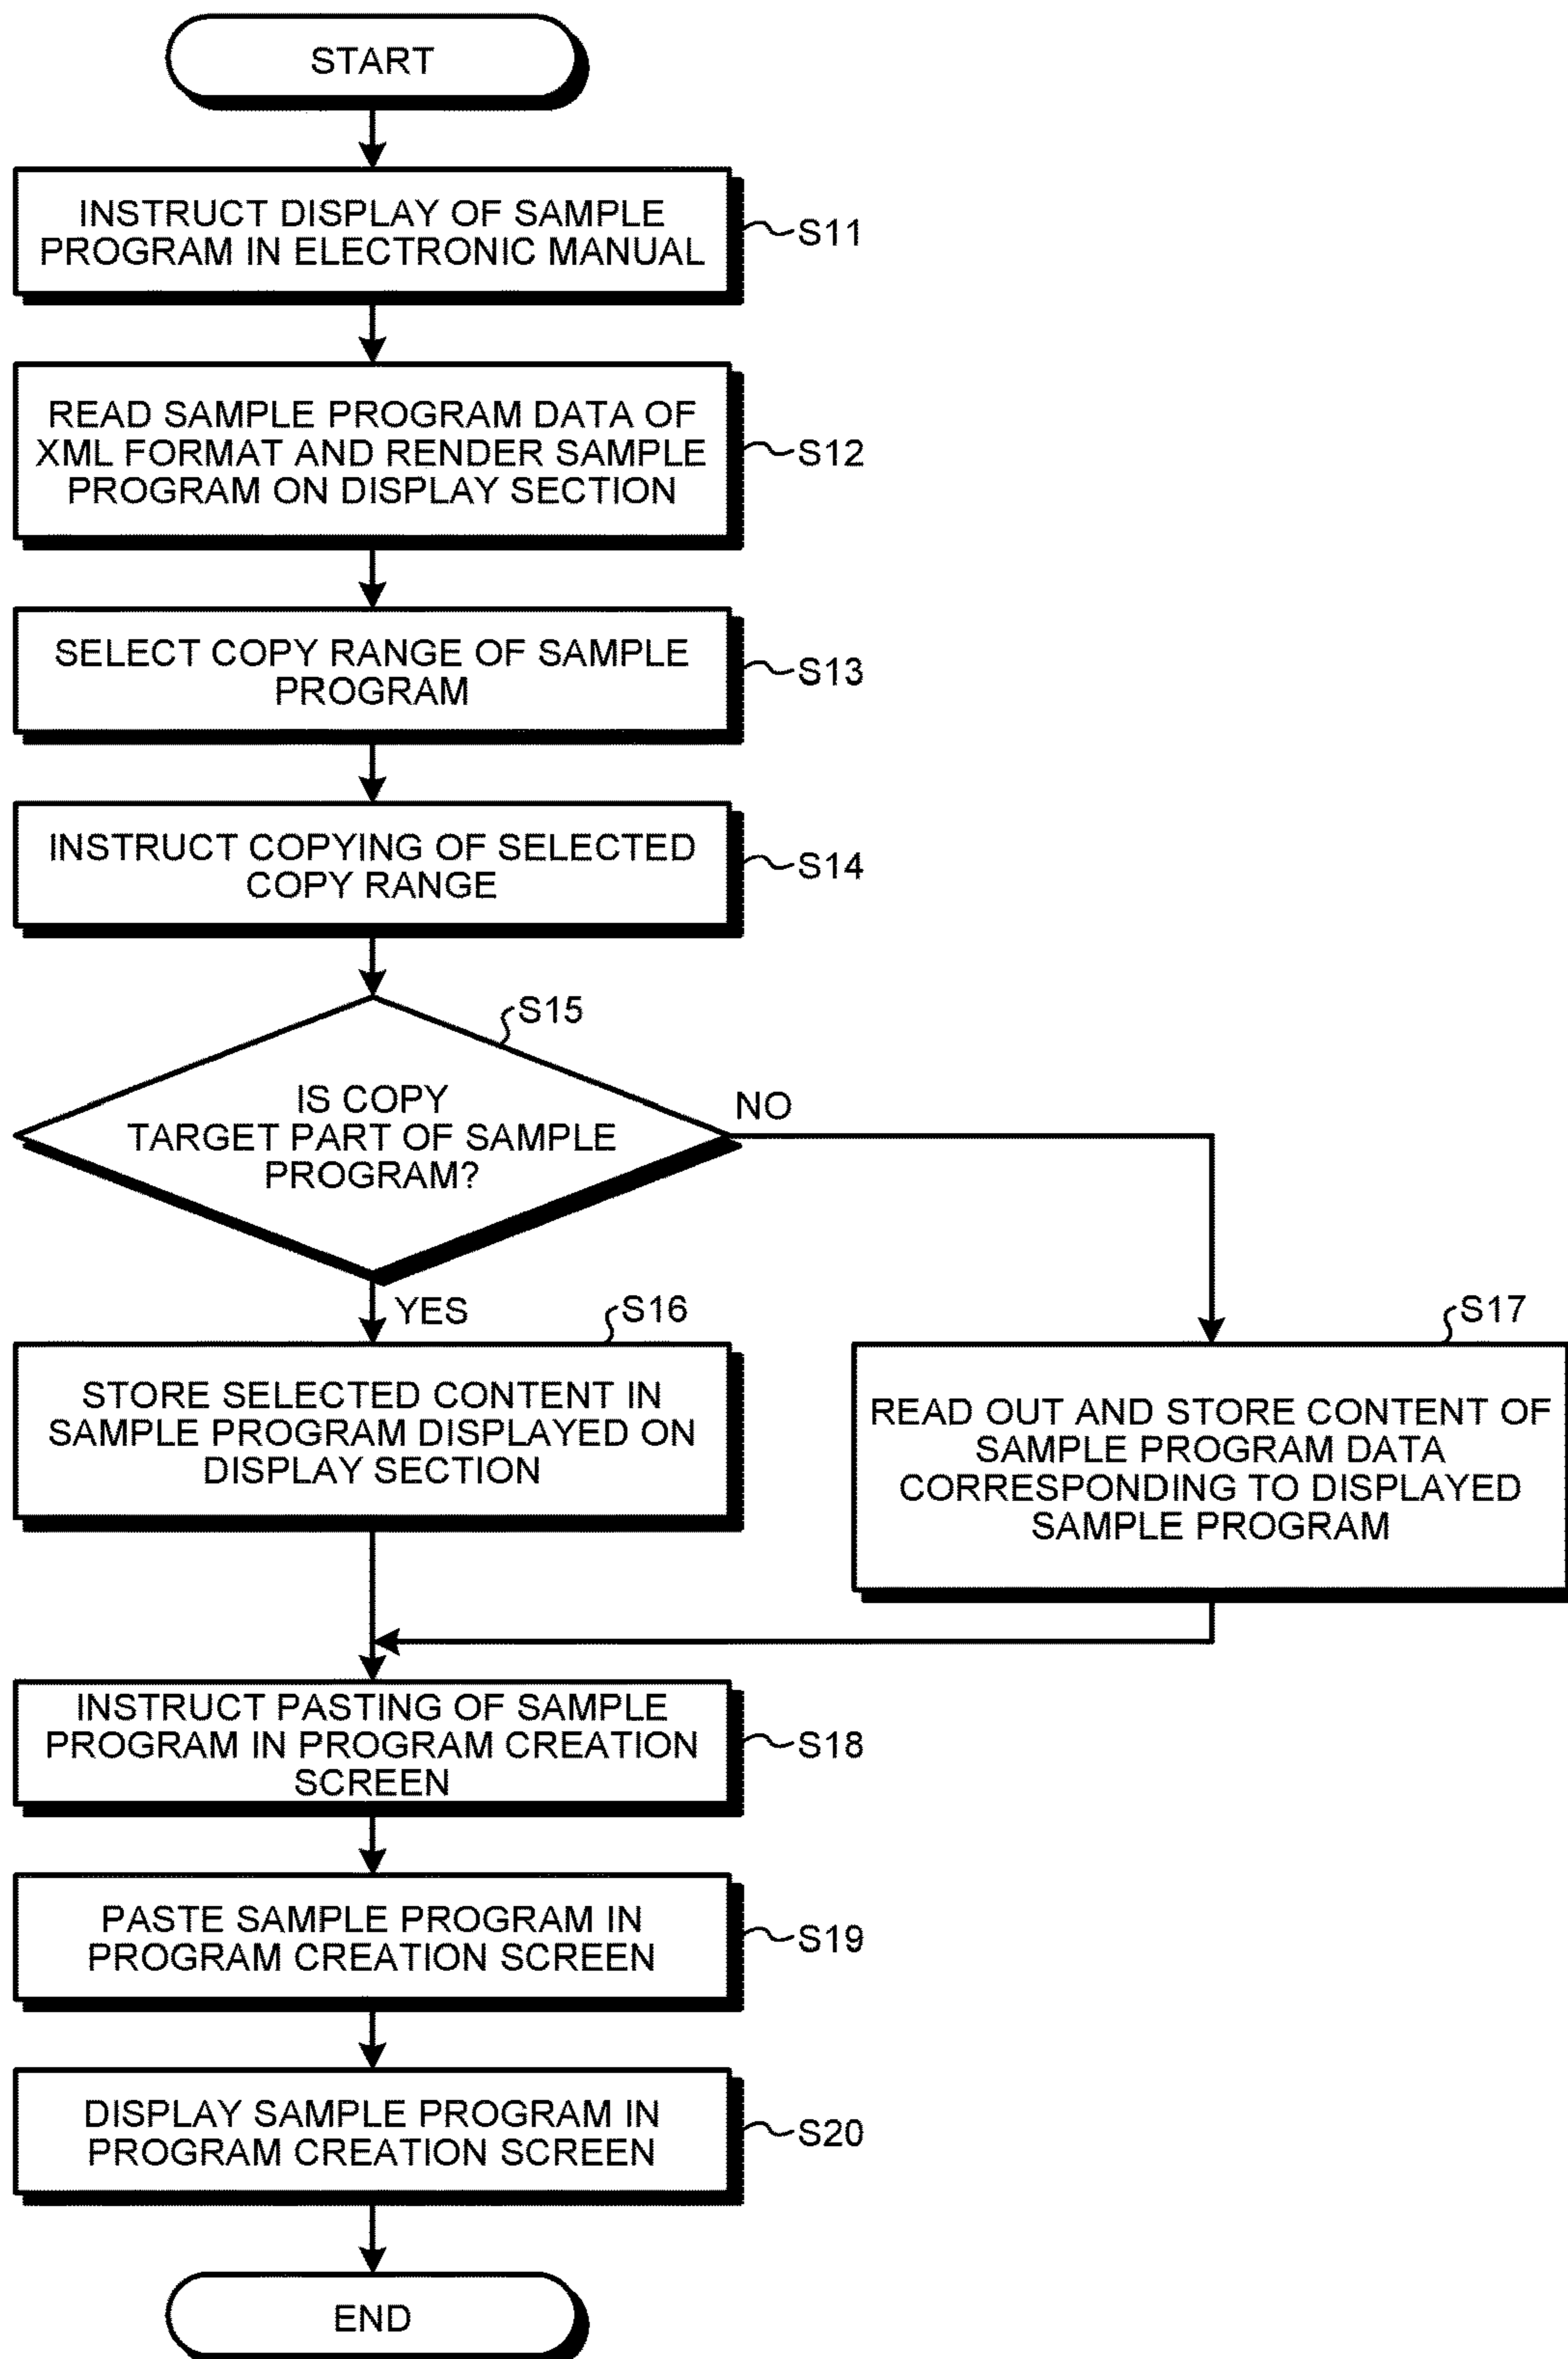 START
INSTRUCT DISPLAY OF SAMPLE
PROGRAM IN ELECTRONIC MANUAL
S11
READ SAMPLE PROGRAM DATA OF
XML FORMAT AND RENDER SAMPLE
PROGRAM ON DISPLAY SECTION
S12
SELECT COPY RANGE OF SAMPLE
PROGRAM
S13
INSTRUCT COPYING OF SELECTED
COPY RANGE
S14
S15
IS COPY
TARGET PART OF SAMPLE
PROGRAM?
NO
YES
S16
STORE SELECTED CONTENT IN
SAMPLE PROGRAM DISPLAYED ON
DISPLAY SECTION
S17
READ OUT AND STORE CONTENT OF
SAMPLE PROGRAM DATA
CORRESPONDING TO DISPLAYED
SAMPLE PROGRAM
INSTRUCT PASTING OF SAMPLE
PROGRAM IN PROGRAM CREATION
SCREEN
S18
PASTE SAMPLE PROGRAM IN
PROGRAM CREATION SCREEN
S19
DISPLAY SAMPLE PROGRAM IN
PROGRAM CREATION SCREEN
S20
END